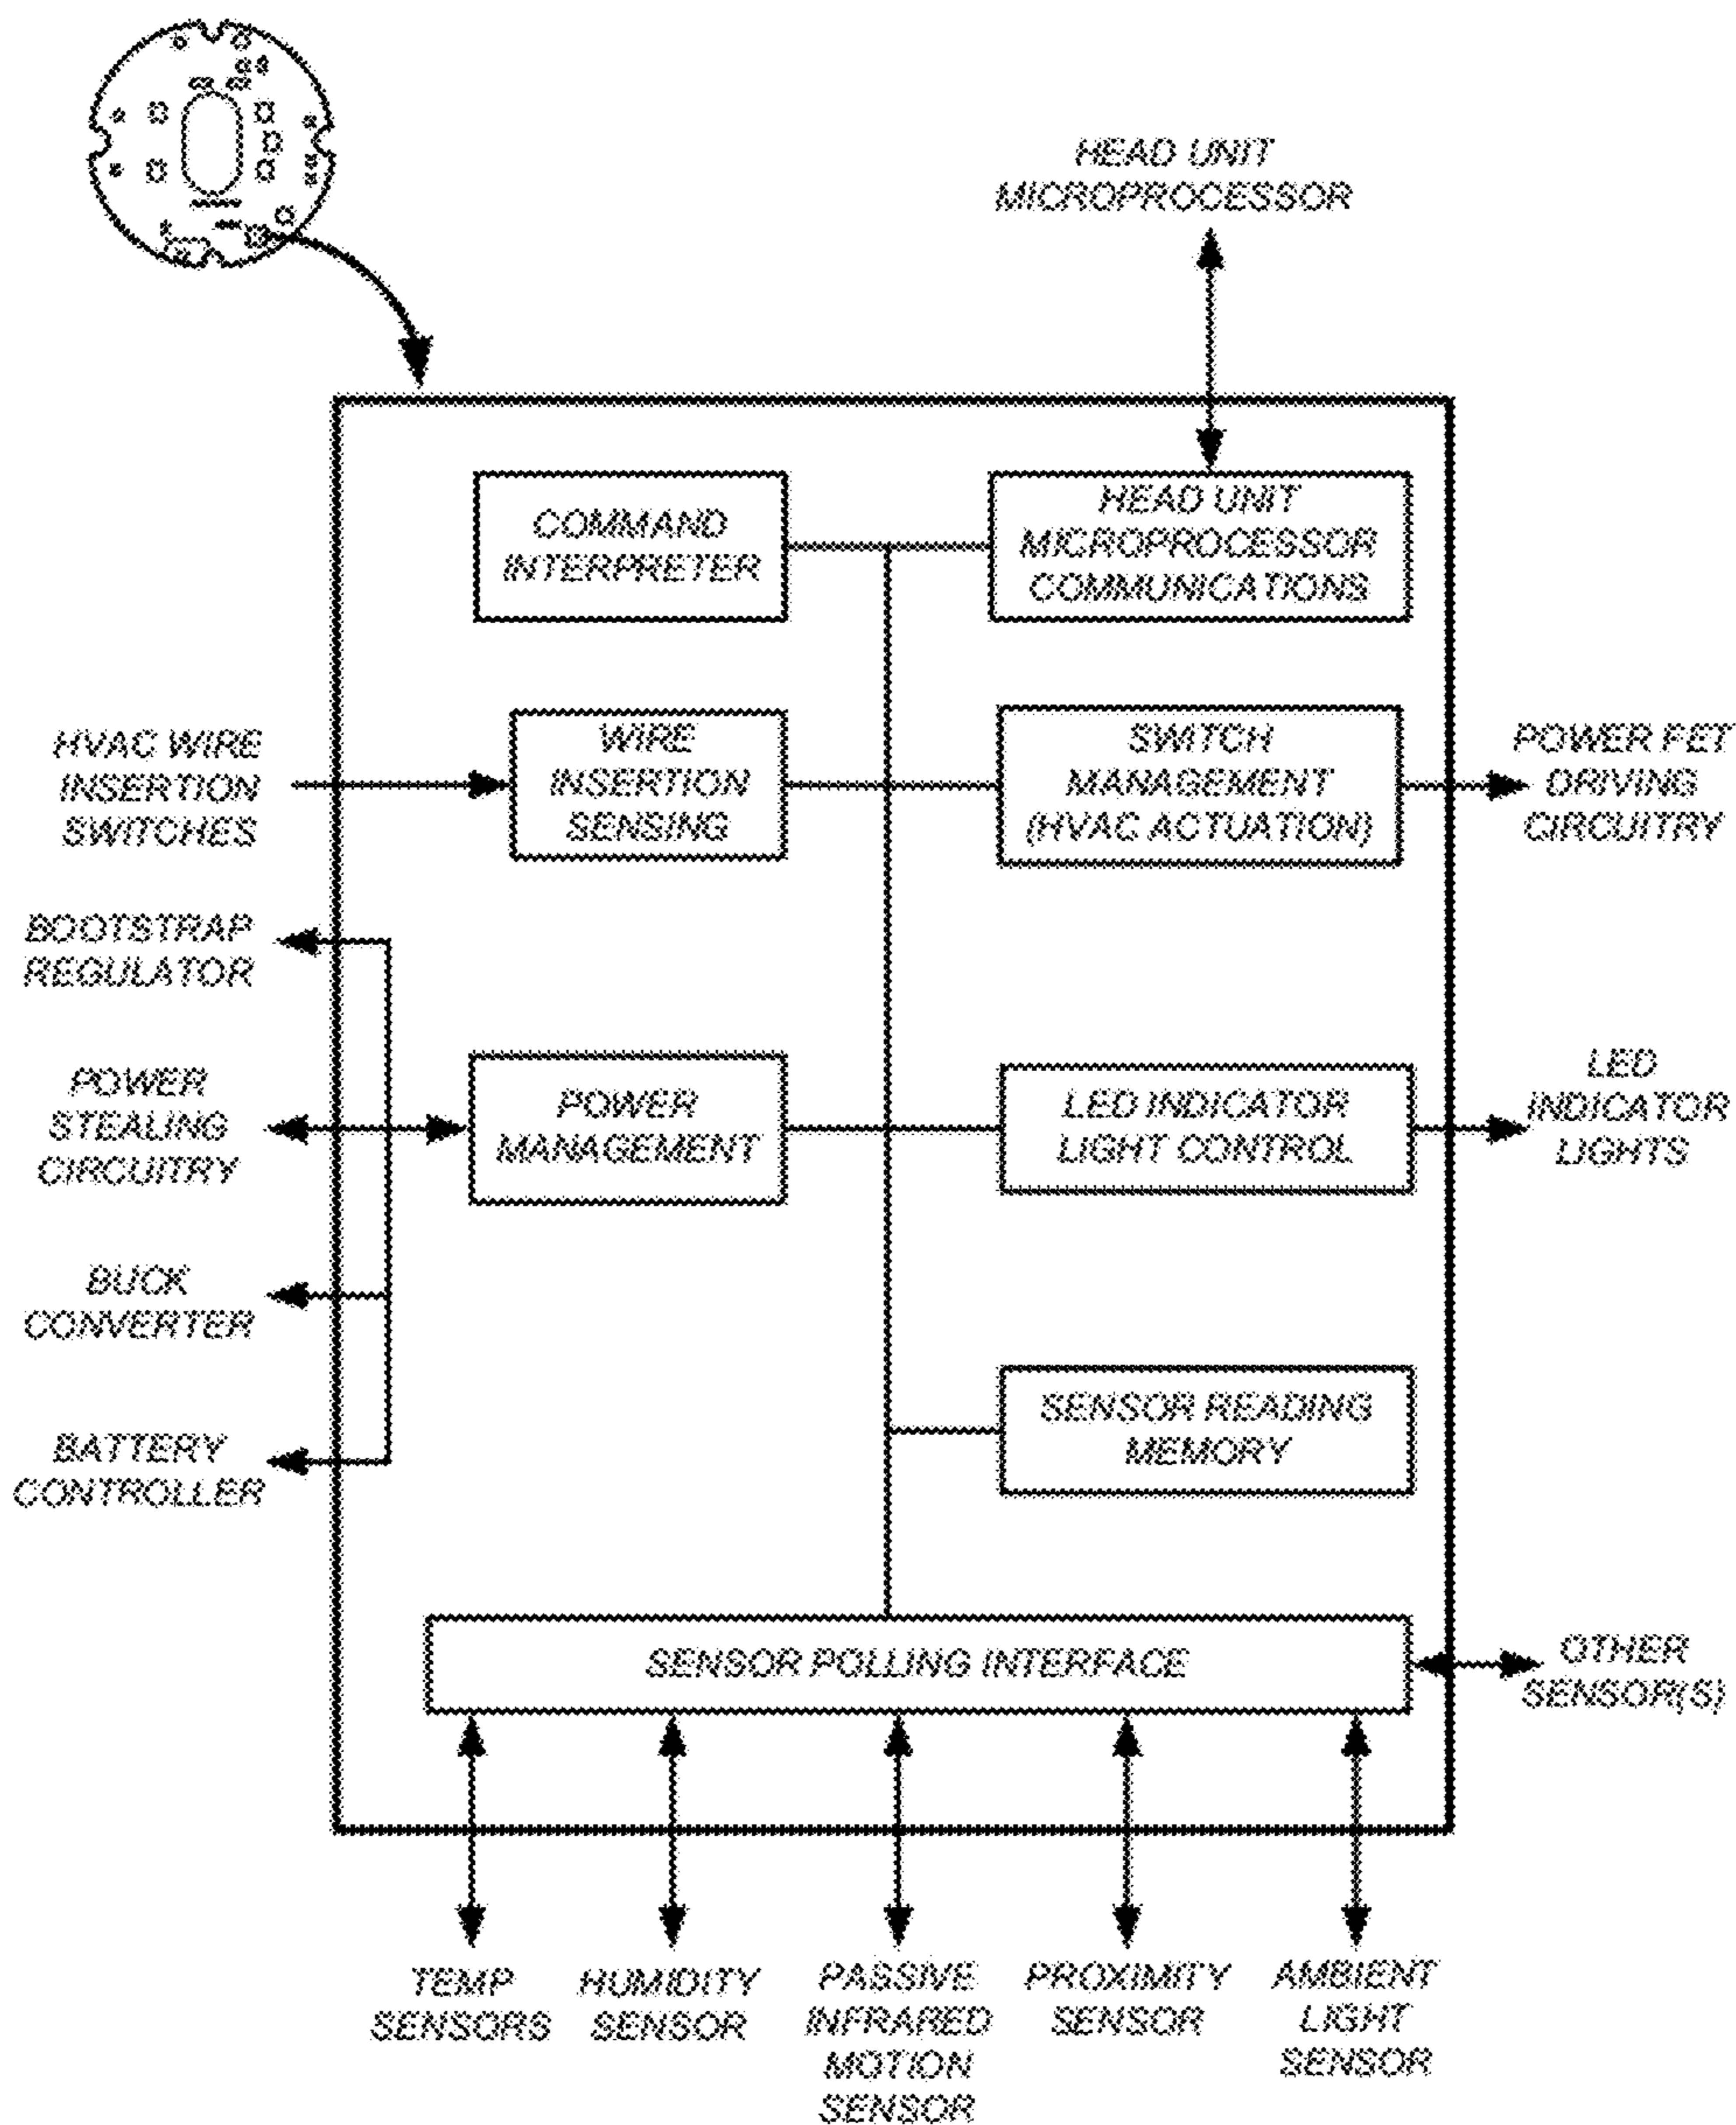 HEAD UNIT
MICROPROCESSOR
COMMAND
INTERPRETER
HEAD UNIT
MICROPROCESSOR
COMMUNICATIONS
HVAC WIRE
INSERTION
SWITCHES
WIRE
INSERTION
SENSING
SWITCH
MANAGEMENT
(HVAC ACTUATION)
POWER FET
DRIVING
CIRCUITRY
BOOTSTRAP
REGULATOR
POWER
STEALING
CIRCUITRY
POWER
MANAGEMENT
LED INDICATOR
LIGHT CONTROL
LED
INDICATOR
LIGHTS
BUCK
CONVERTER
BATTERY
CONTROLLER
SENSOR READING
MEMORY
SENSOR POLLING INTERFACE
OTHER
SENSOR(S)
TEMP
SENSORS
HUMIDITY
SENSOR
PASSIVE
INFRARED
MOTION
SENSOR
PROXIMITY
SENSOR
AMBIENT
LIGHT
SENSOR